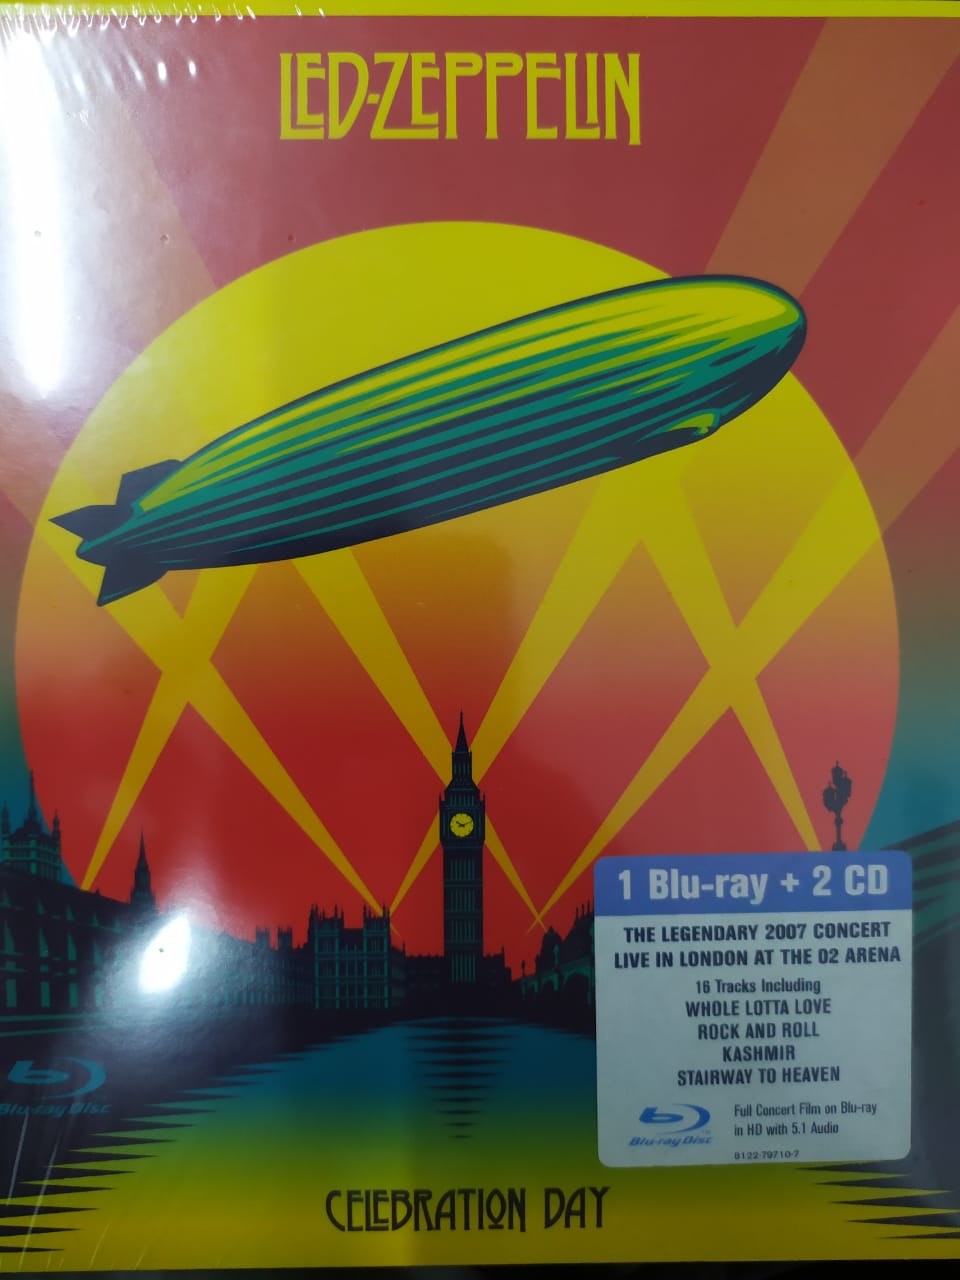 LED-ZEPPELIN
1 Blu-ray + 2 CD
THE LEGENDARY 2007 CONCERT
LIVE IN LONDON AT THE O2 ARENA
16 Tracks Including
WHOLE LOTTA LOVE
ROCK AND ROLL
KASHMIR
STAIRWAY TO HEAVEN
Blu-ray Disc
Full Concert Film on Blu-ray
in HD with 5.1 Audio
8122-79710-7
Blu-ray Disc
CELEBRATION DAY